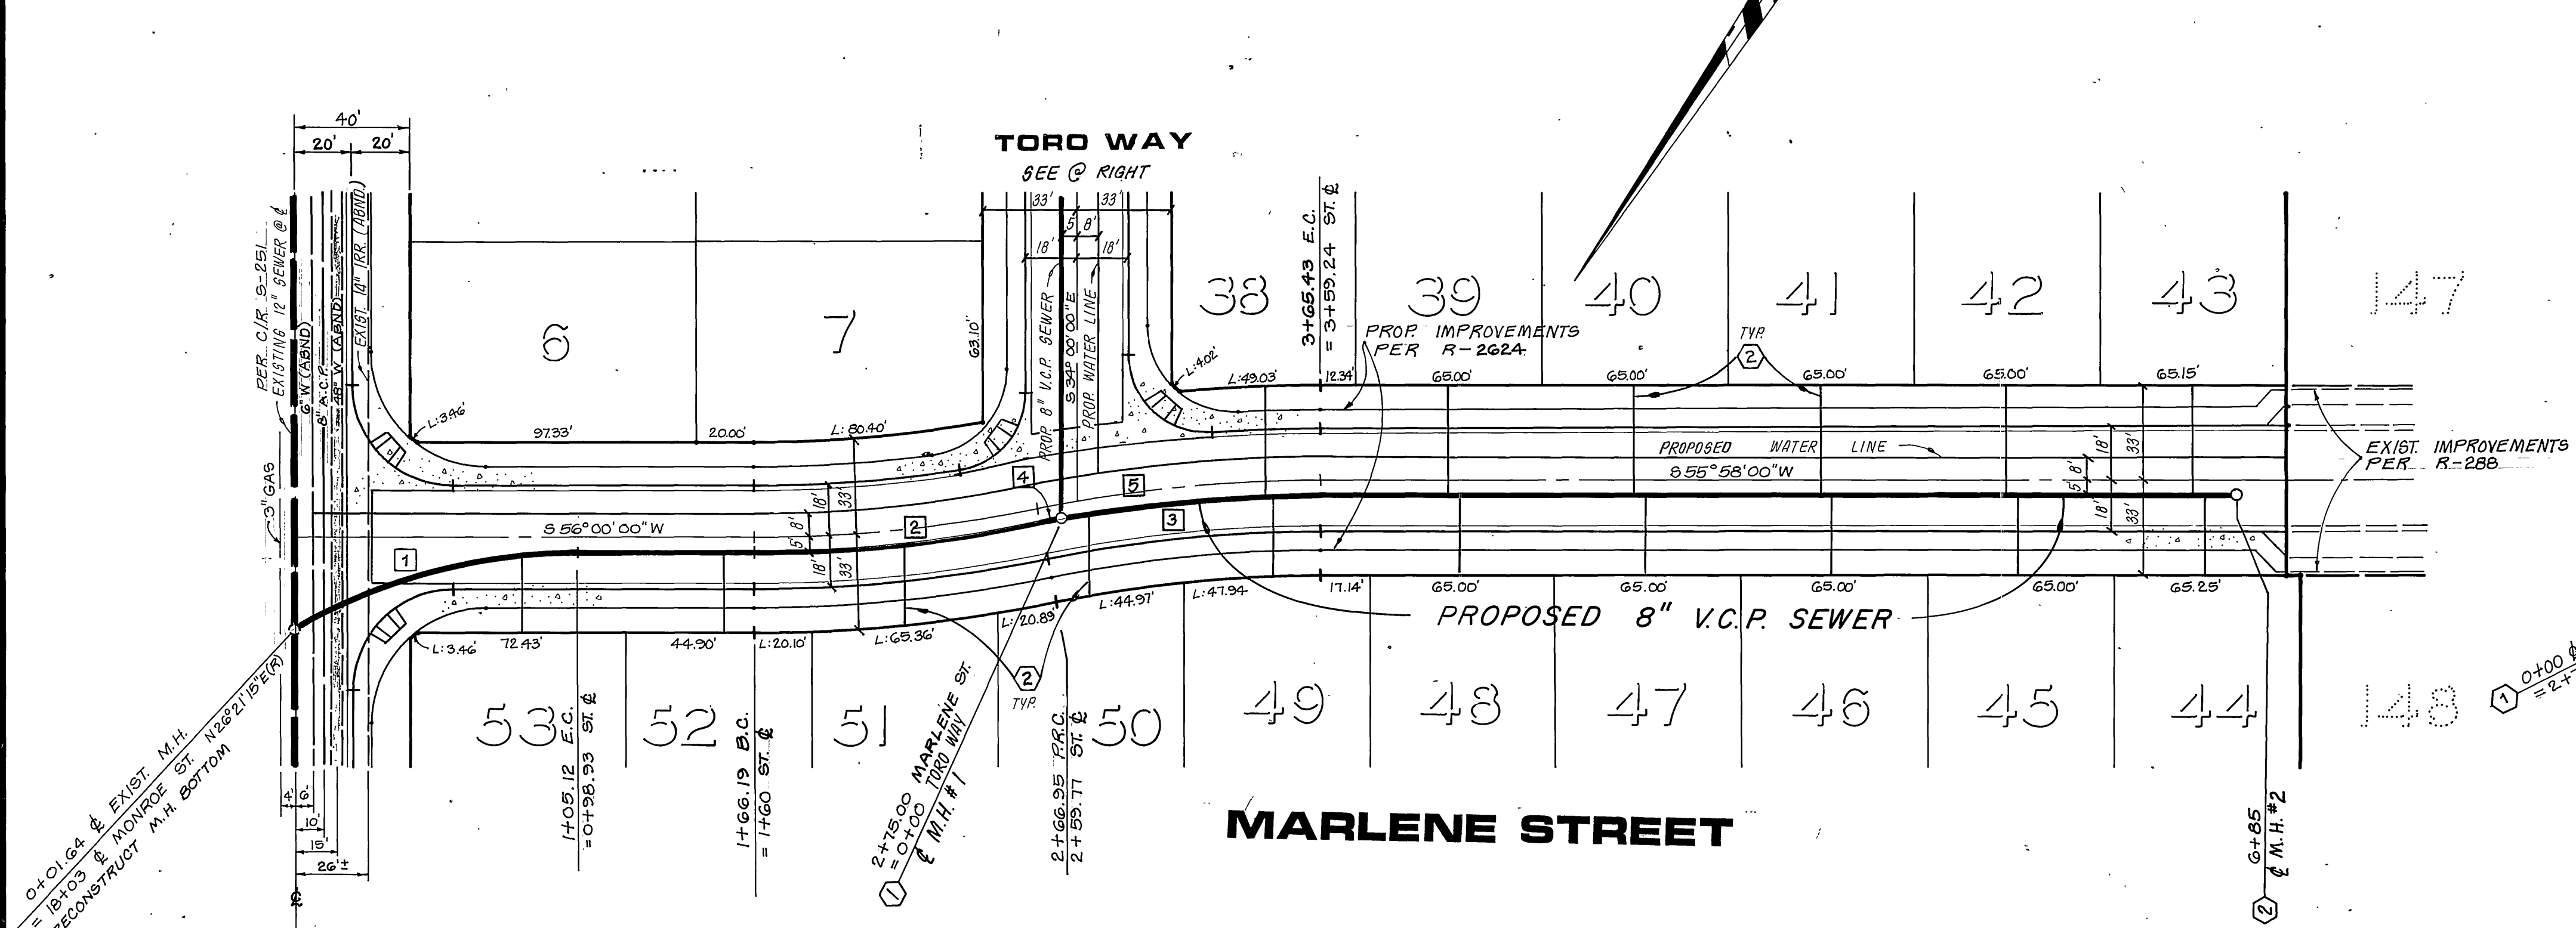 40'
20' 20'
TORO WAY
SEE @ RIGHT
33' 33'
5' 8'
18' 18'
PER C/R S-251
EXISTING 12" SEWER @ ℄
6" W (ABND)
8" A.C.P.
48" W (ABND)
EXIST. 14" IRR. (ABND.)
3" GAS
6
7
63.10'
PROP. 8" V.C.P. SEWER
S 34° 00' 00" E
PROP. WATER LINE
38
39
40
41
42
43
147
3+65.43 E.C.
= 3+59.24 ST. ℄
PROP. IMPROVEMENTS
PER R-2624
TYP.
2
L:3.46'
97.33'
20.00'
L:80.40'
L:4.02'
L:49.03'
12.34'
65.00'
65.00'
65.00'
65.00'
65.15'
PROPOSED WATER LINE
S 55° 58' 00" W
EXIST. IMPROVEMENTS
PER R-288
18' 33'
5' 8'
18' 33'
S 56° 00' 00" W
18' 33'
5' 8'
18' 33'
1
2
3
4
5
L:3.46'
72.43'
44.90'
L:20.10'
L:65.36'
L:20.89'
L:44.97'
L:47.94
17.14'
65.00'
65.00'
65.00'
65.00'
65.25'
PROPOSED 8" V.C.P. SEWER
2
TYP.
53
52
51
50
49
48
47
46
45
44
148
0+01.64 ℄ EXIST. M.H.
= 18+03 ℄ MONROE ST. N26°21'15"E(R)
RECONSTRUCT M.H. BOTTOM
4' 6'
10'
15'
26'±
℄
1+05.12 E.C.
= 0+98.93 ST. ℄
1+66.19 B.C.
= 1+60 ST. ℄
2+75.00 MARLENE ST.
= 0+00 TORO WAY
℄ M.H. #1
1
2+66.95 P.R.C.
2+59.77 ST. ℄
MARLENE STREET
6+85
℄ M.H. #2
2
1
0+00 ℄